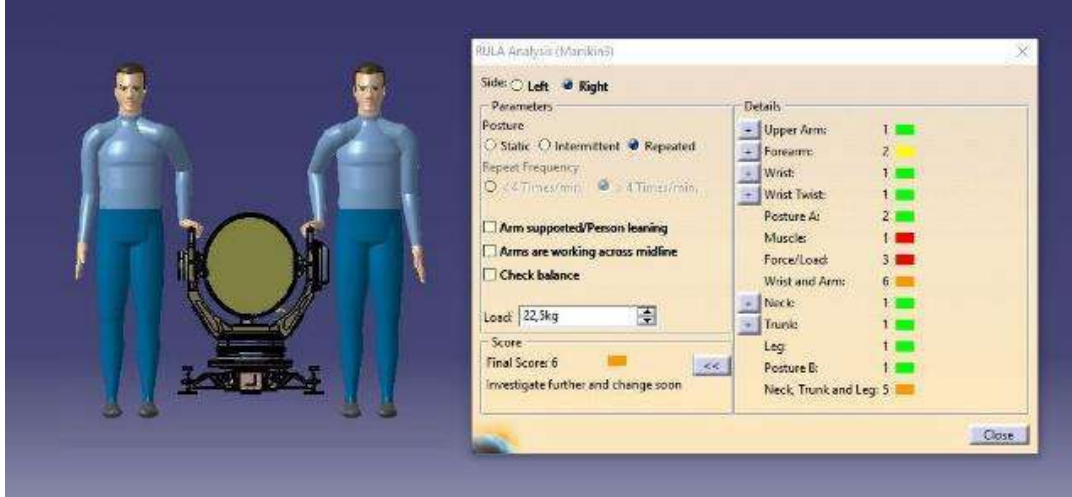 RULA Analysis (Manikin3)
Side: Left Right
Parameters
Posture
Static Intermittent Repeated
Repeat Frequency
< 4 Times/min. > 4 Times/min.
Arm supported/Person leaning
Arms are working across midline
Check balance
Load: 22,5kg
Score
Final Score: 6
<<
Investigate further and change soon
Details
+ Upper Arm: 1
+ Forearm: 2
+ Wrist: 1
+ Wrist Twist: 1
Posture A: 2
Muscle: 1
Force/Load: 3
Wrist and Arm: 6
+ Neck: 1
+ Trunk: 1
Leg: 1
Posture B: 1
Neck, Trunk and Leg: 5
Close